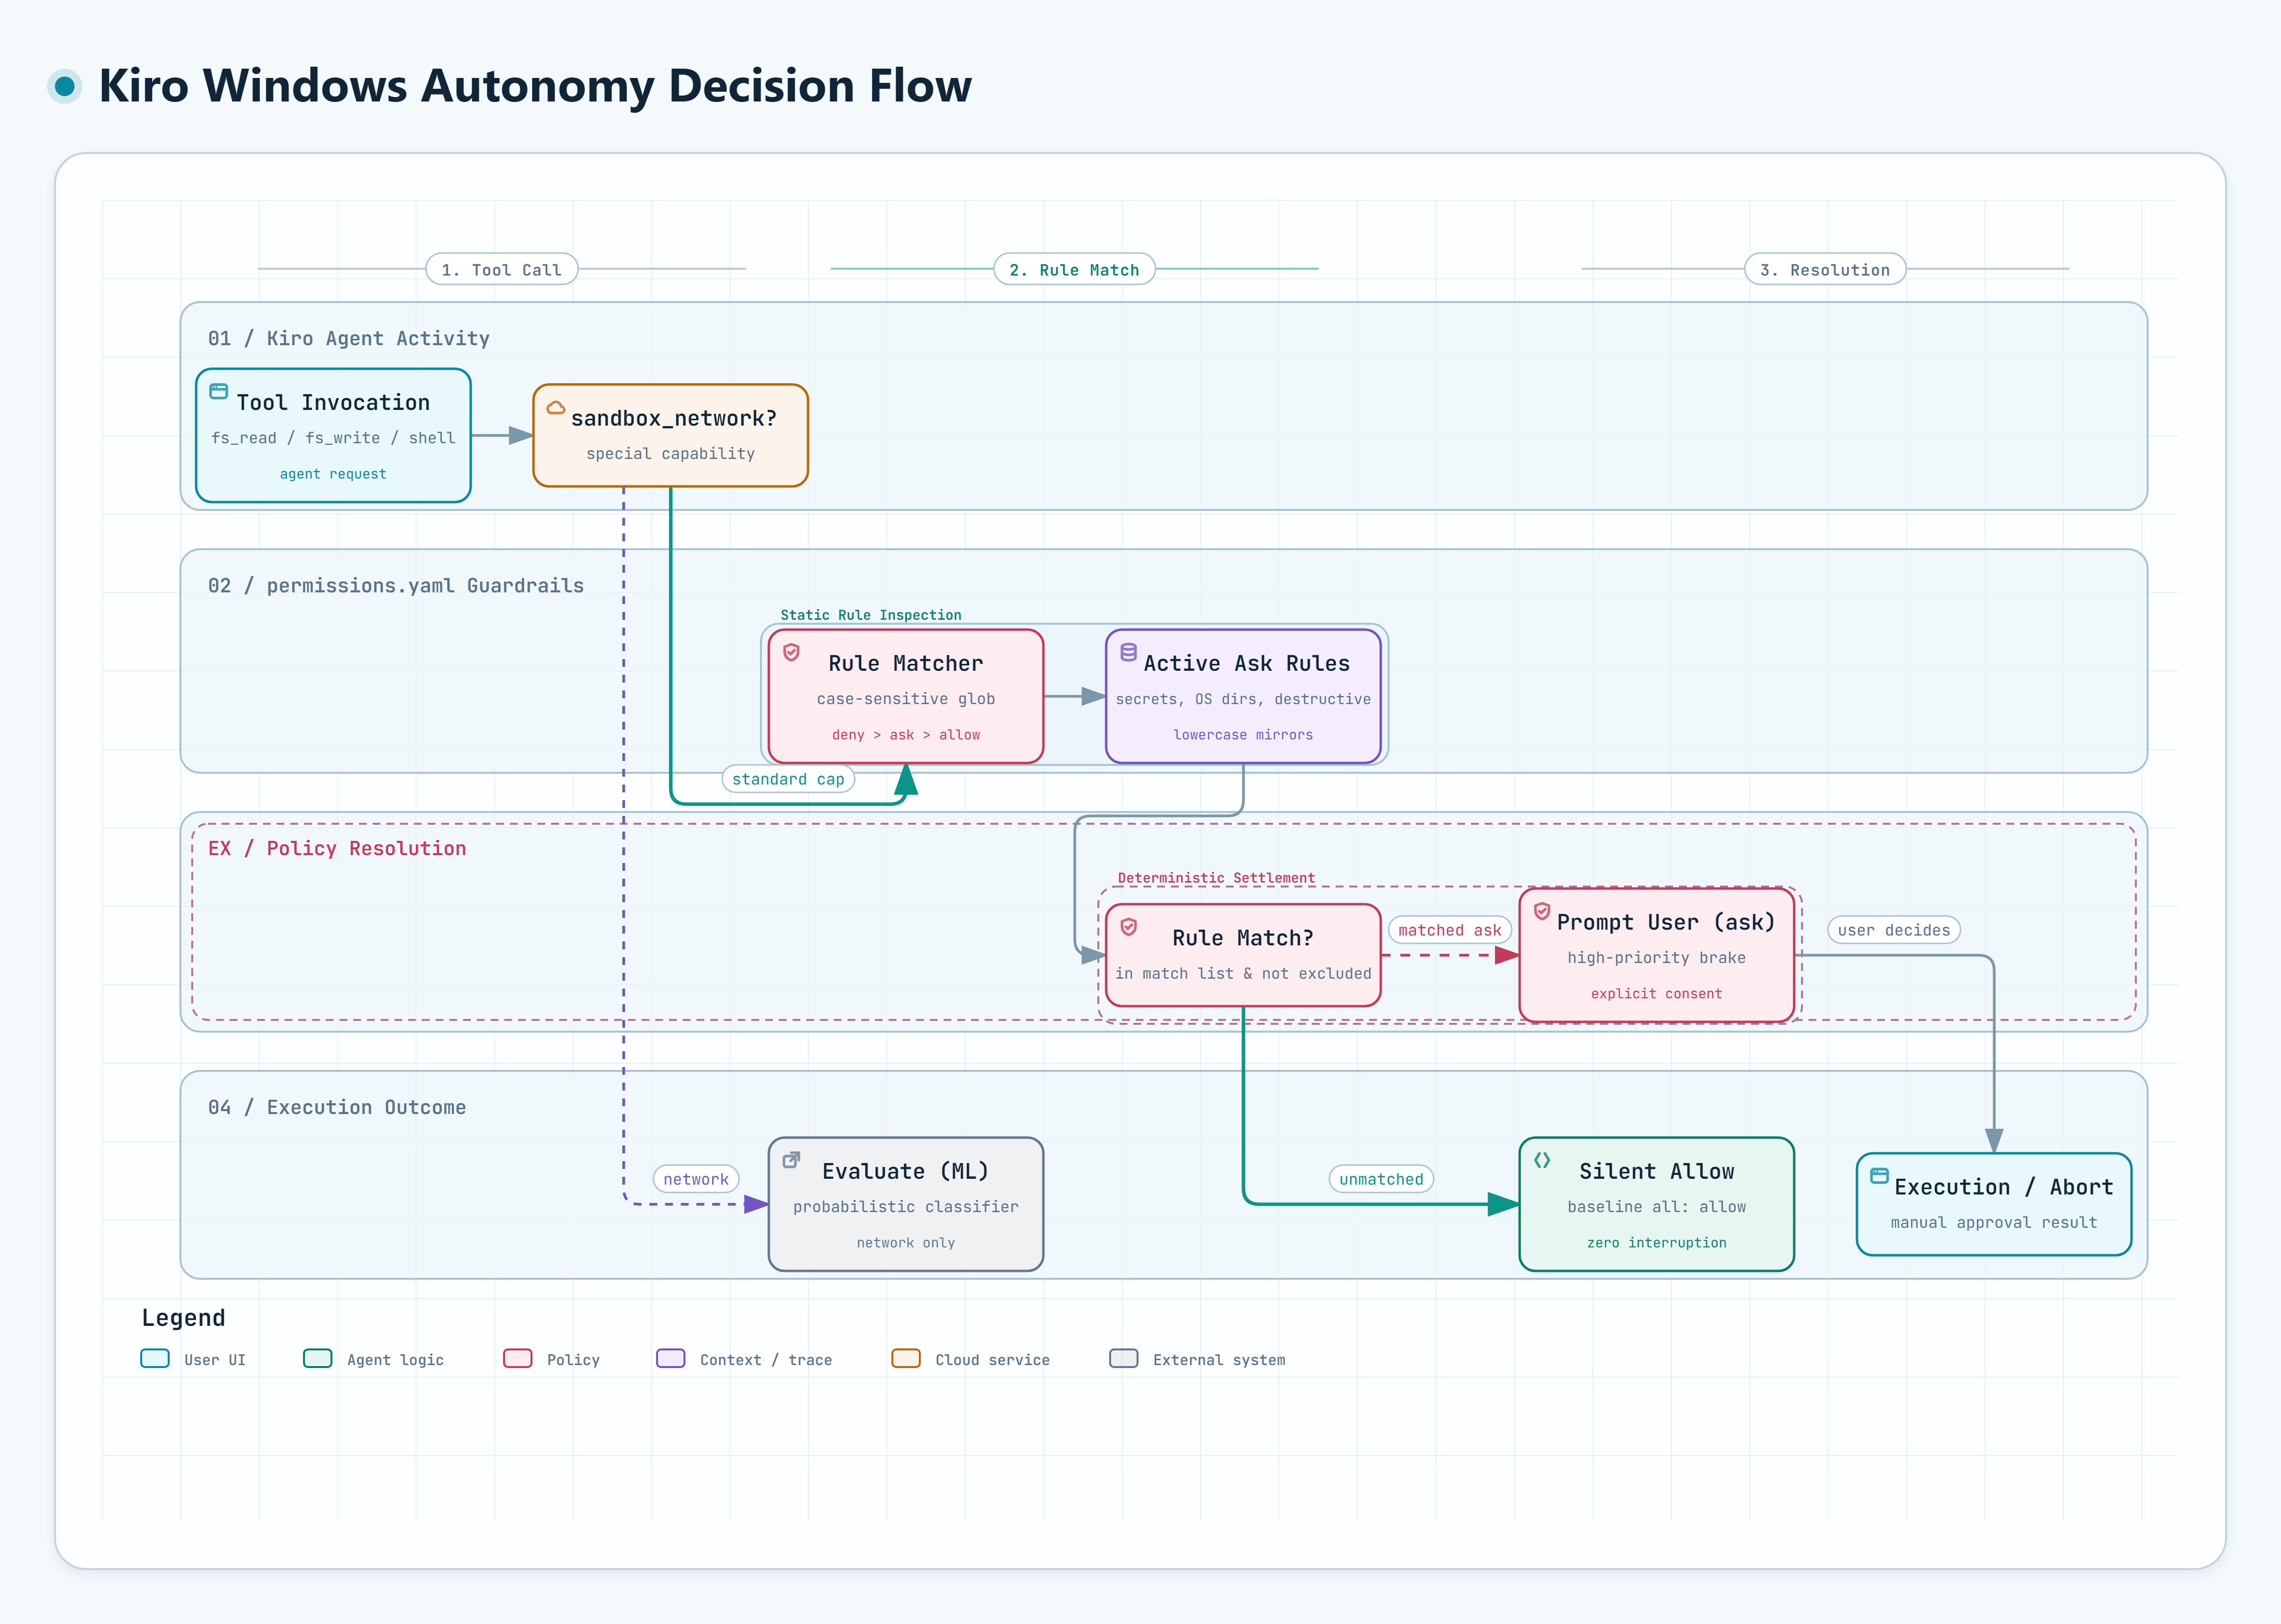 Kiro Windows Autonomy Decision Flow
1. Tool Call
2. Rule Match
3. Resolution
01 / Kiro Agent Activity
Tool Invocation
fs_read / fs_write / shell
agent request
sandbox_network?
special capability
02 / permissions.yaml Guardrails
Static Rule Inspection
Rule Matcher
case-sensitive glob
deny > ask > allow
Active Ask Rules
secrets, OS dirs, destructive
lowercase mirrors
standard cap
EX / Policy Resolution
Deterministic Settlement
Rule Match?
in match list & not excluded
matched ask
Prompt User (ask)
high-priority brake
explicit consent
user decides
04 / Execution Outcome
network
Evaluate (ML)
probabilistic classifier
network only
unmatched
Silent Allow
baseline all: allow
zero interruption
Execution / Abort
manual approval result
Legend
User UI
Agent logic
Policy
Context / trace
Cloud service
External system